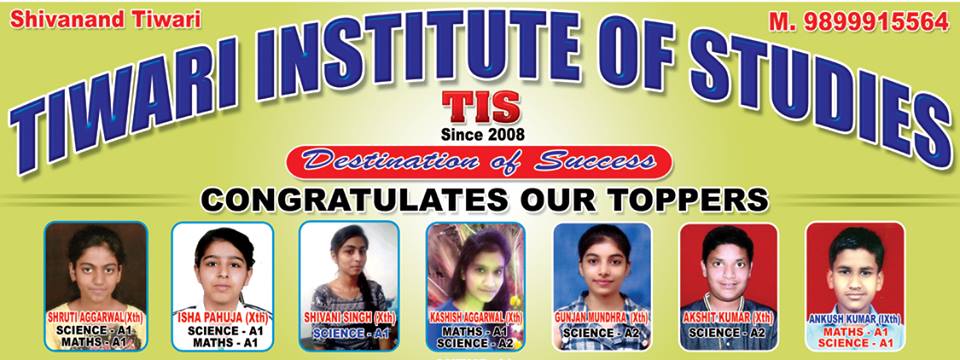 Shivanand Tiwari
M. 9899915564
TIWARI INSTITUTE OF STUDIES
TIS
Since 2008
Destination of Success
CONGRATULATES OUR TOPPERS
SHRUTI AGGARWAL (Xth)
SCIENCE - A1
MATHS - A1
ISHA PAHUJA (Xth)
SCIENCE - A1
MATHS - A1
SHIVANI SINGH (Xth)
SCIENCE - A1
KASHISH AGGARWAL (Xth)
MATHS - A1
SCIENCE - A2
GUNJAN MUNDHRA (Xth)
SCIENCE - A2
AKSHIT KUMAR (Xth)
SCIENCE - A2
ANKUSH KUMAR (IXth)
MATHS - A1
SCIENCE - A1